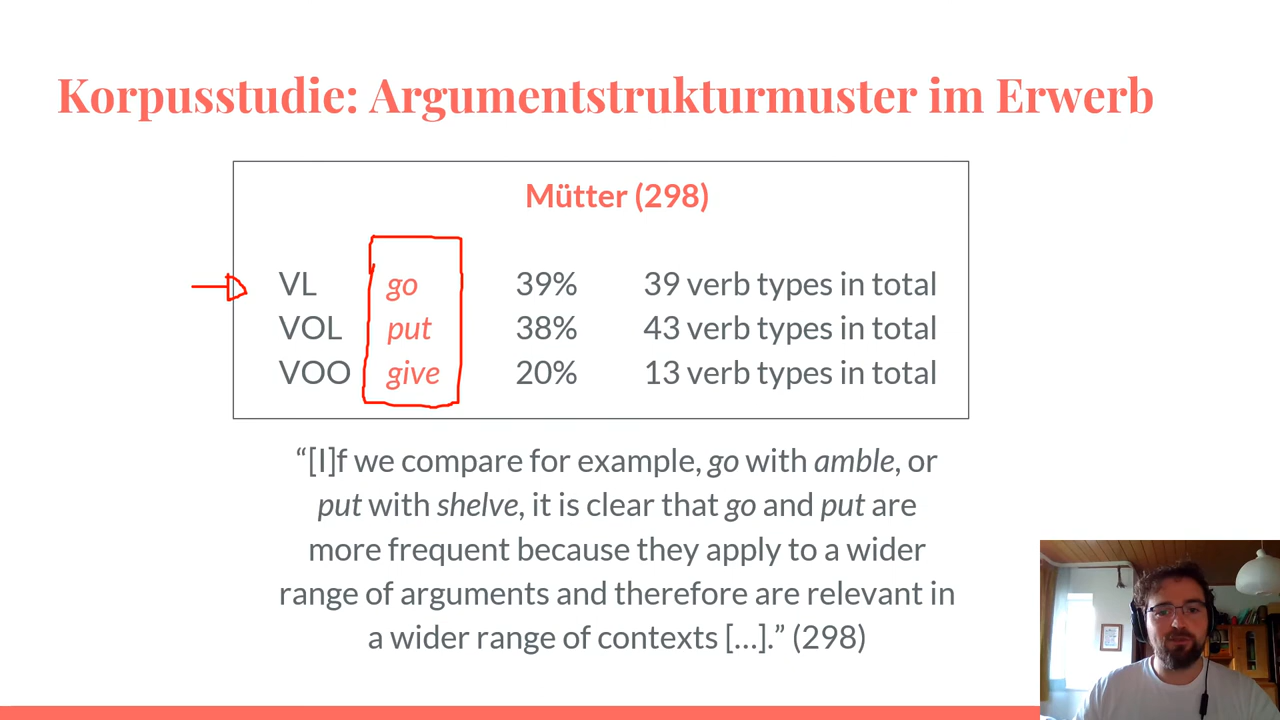 Korpusstudie: Argumentstrukturmuster im Erwerb
Mütter (298)
VL go 39% 39 verb types in total
VOL put 38% 43 verb types in total
VOO give 20% 13 verb types in total
“[I]f we compare for example, go with amble, or
put with shelve, it is clear that go and put are
more frequent because they apply to a wider
range of arguments and therefore are relevant in
a wider range of contexts […].” (298)